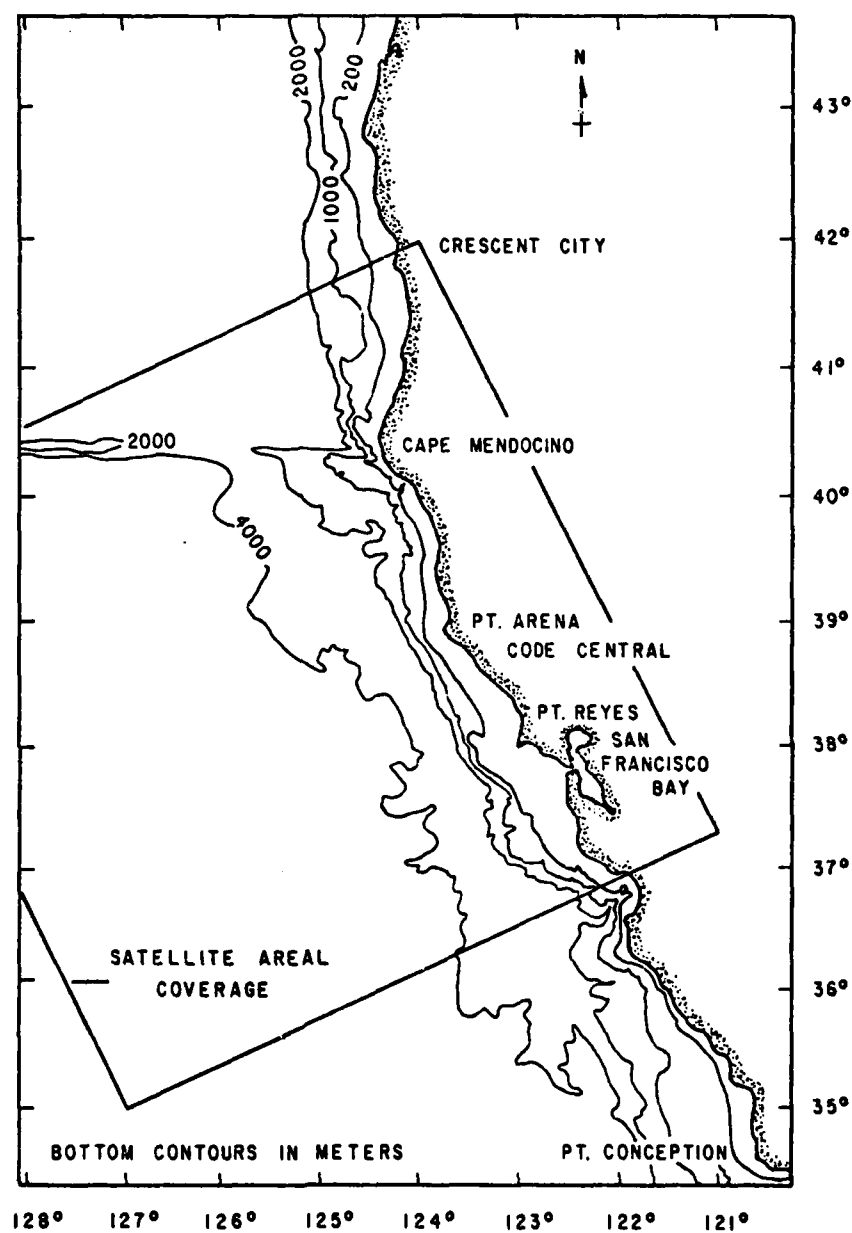 2000
200
N
43°
1000
42°
CRESCENT CITY
41°
2000
CAPE MENDOCINO
40°
4000
39°
PT. ARENA
CODE CENTRAL
PT. REYES
38°
SAN
FRANCISCO
BAY
37°
SATELLITE AREAL
COVERAGE
36°
35°
BOTTOM CONTOURS IN METERS
PT. CONCEPTION
128° 127° 126° 125° 124° 123° 122° 121°